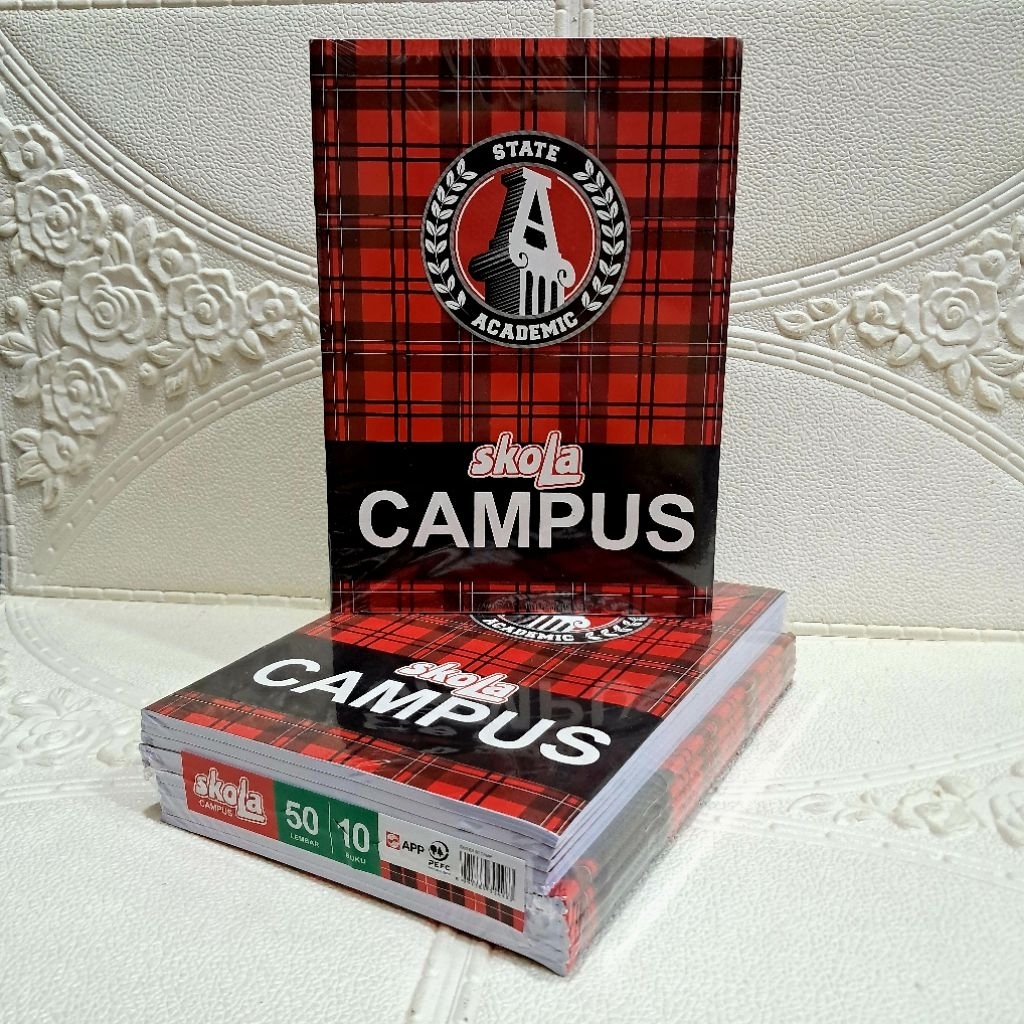 STATE
A
ACADEMIC
skoLa
CAMPUS
ACADEMIC
skoLa
CAMPUS
skoLa
CAMPUS
50
LEMBAR
10
BUKU
APP
PEFC